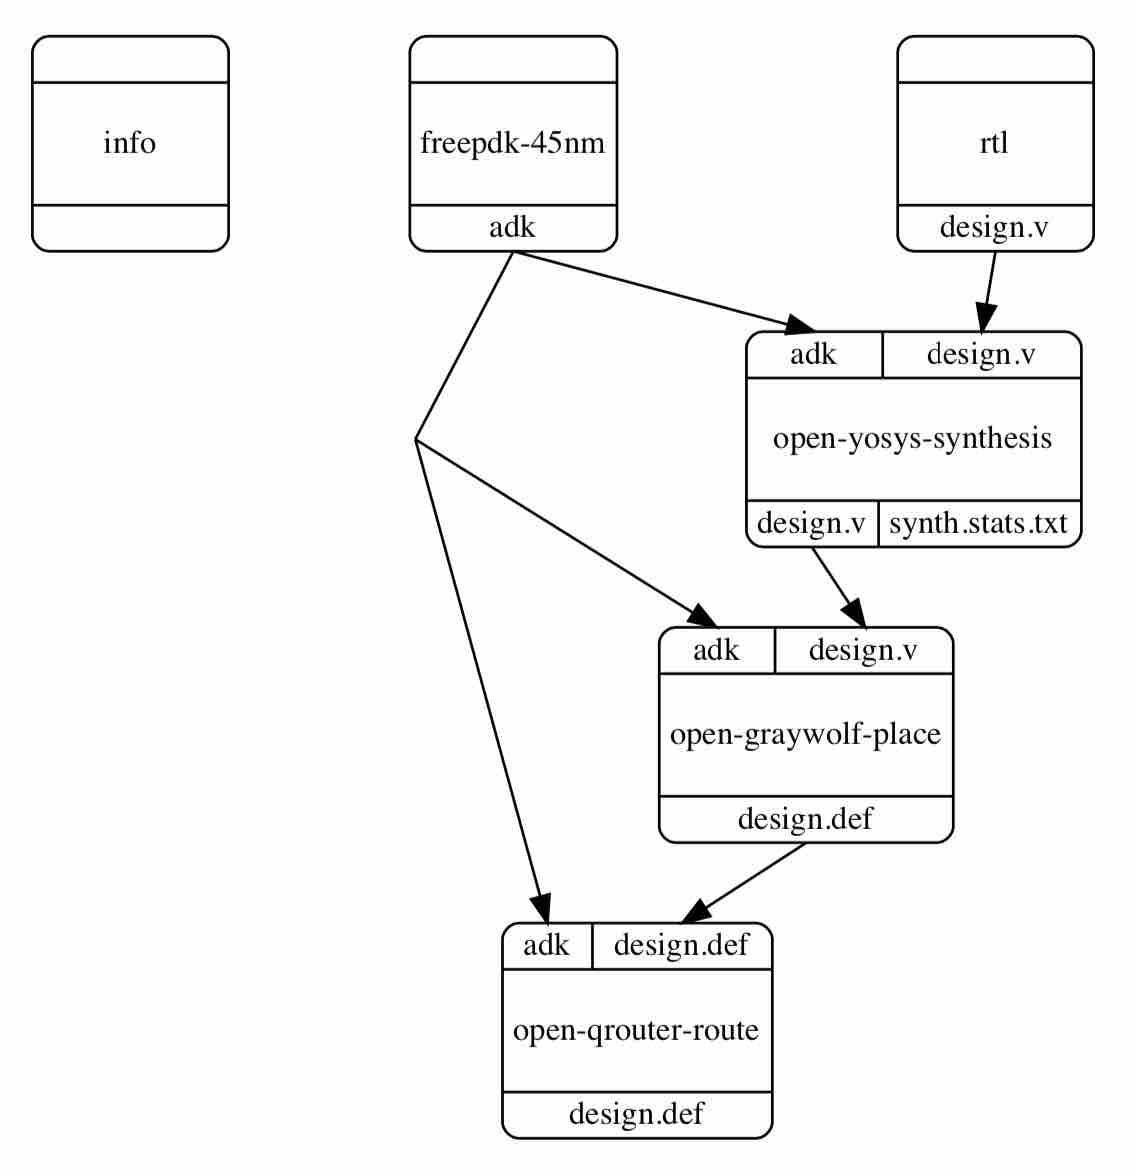 info
freepdk-45nm
adk
rtl
design.v
adk
design.v
open-yosys-synthesis
design.v
synth.stats.txt
adk
design.v
open-graywolf-place
design.def
adk
design.def
open-qrouter-route
design.def